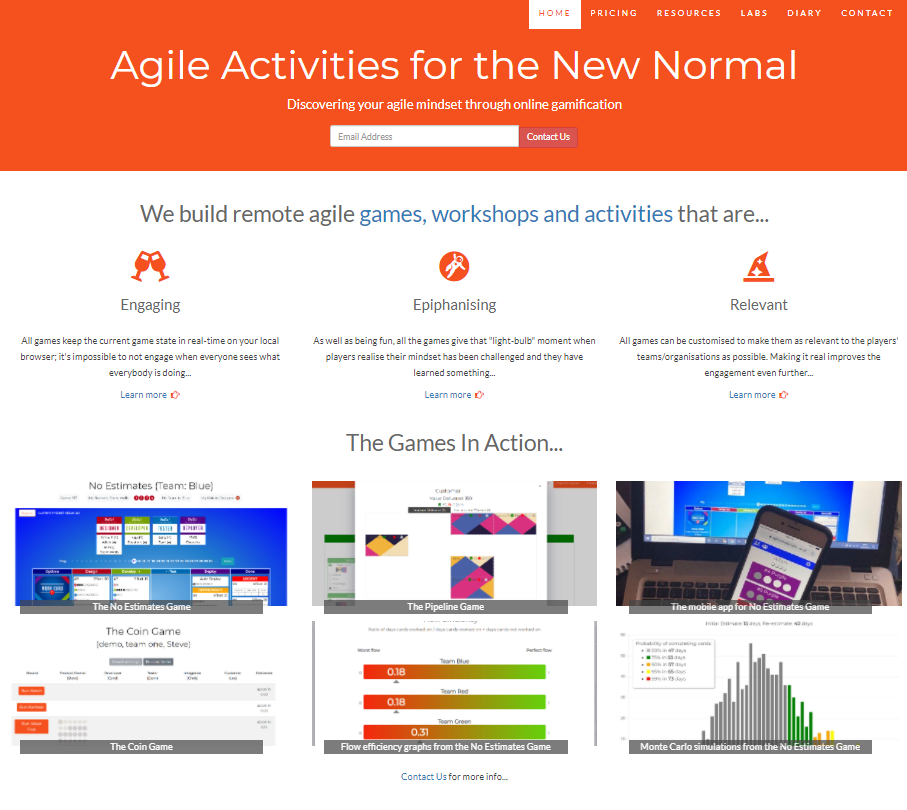 HOME PRICING RESOURCES LABS DIARY CONTACT
Agile Activities for the New Normal
Discovering your agile mindset through online gamification
Email Address Contact Us
We build remote agile games, workshops and activities that are...
Engaging
All games keep the current game state in real-time on your local
browser; it's impossible to not engage when everyone sees what
everybody is doing...
Learn more
Epiphanising
As well as being fun, all the games give that "light-bulb" moment when
players realise their mindset has been challenged and they have
learned something...
Learn more
Relevant
All games can be customised to make them as relevant to the players'
teams/organisations as possible. Making it real improves the
engagement even further...
Learn more
The Games In Action...
No Estimates [Team: Blue]
The No Estimates Game
Customer
The Pipeline Game
The mobile app for No Estimates Game
The Coin Game
[demo, team one, Steve]
The Coin Game
Worst flow Perfect flow
Team Blue
0.18
Team Red
0.18
Team Green
0.31
Flow efficiency graphs from the No Estimates Game
Probability of completing cards:
Monte Carlo simulations from the No Estimates Game
Contact Us for more info...